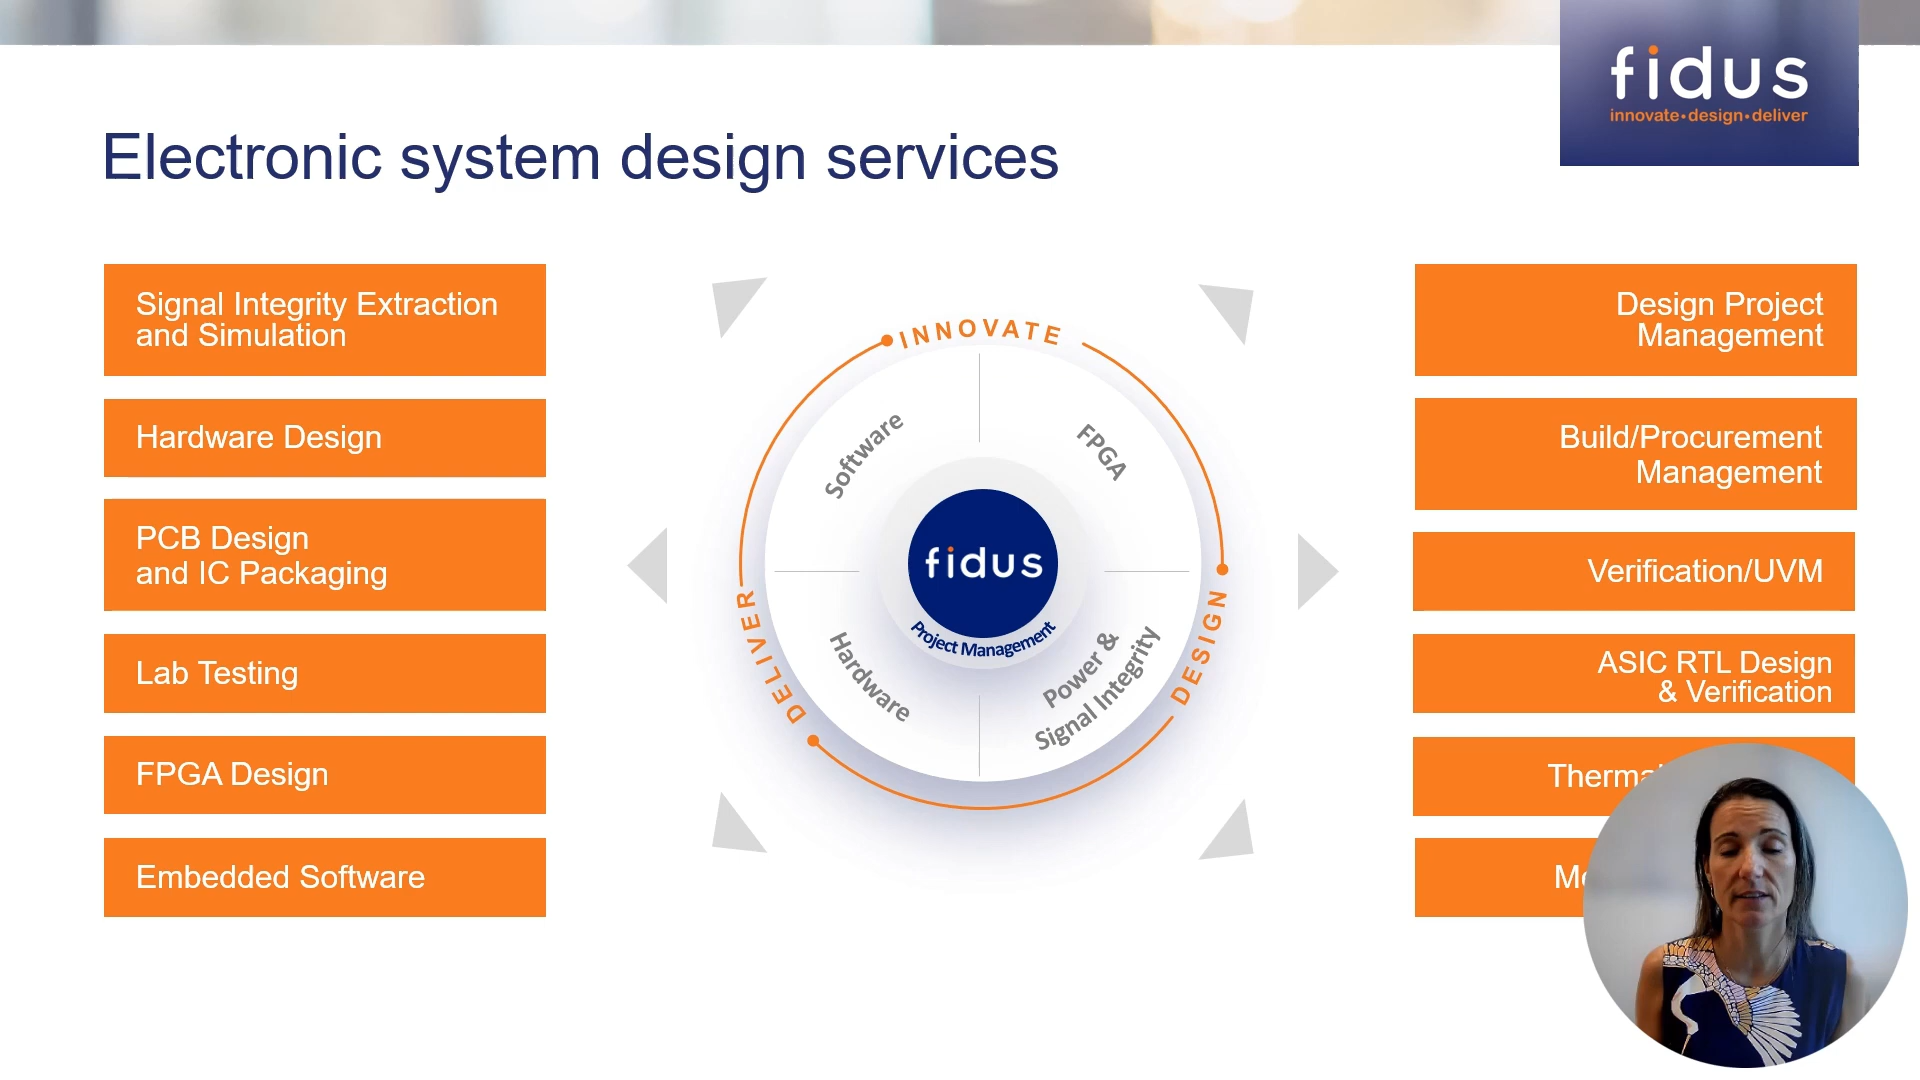 fidus
innovate•design•deliver
Electronic system design services
Signal Integrity Extraction
and Simulation
Hardware Design
PCB Design
and IC Packaging
Lab Testing
FPGA Design
Embedded Software
INNOVATE
Software
FPGA
fidus
Project Management
DELIVER
DESIGN
Hardware
Power &
Signal Integrity
Design Project
Management
Build/Procurement
Management
Verification/UVM
ASIC RTL Design
& Verification